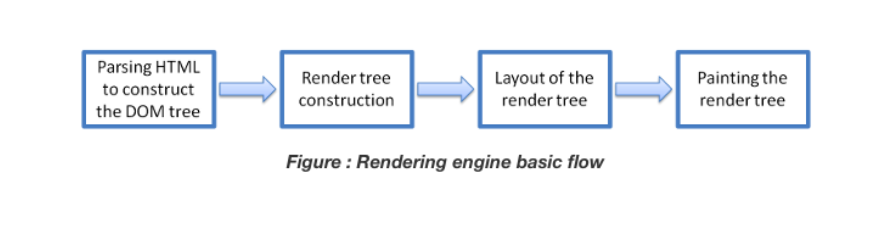 Parsing HTML
to construct
the DOM tree
Render tree
construction
Layout of the
render tree
Painting the
render tree
Figure : Rendering engine basic flow